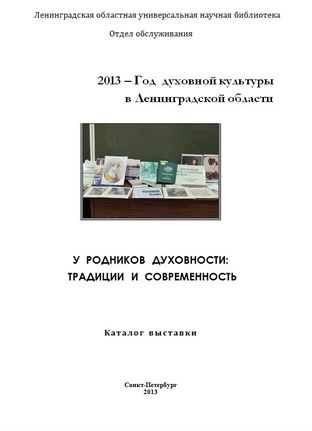 Ленинградская областная универсальная научная библиотека
Отдел обслуживания
2013 – Год духовной культуры
в Ленинградской области
У РОДНИКОВ ДУХОВНОСТИ:
ТРАДИЦИИ И СОВРЕМЕННОСТЬ
Каталог выставки
Санкт-Петербург
2013